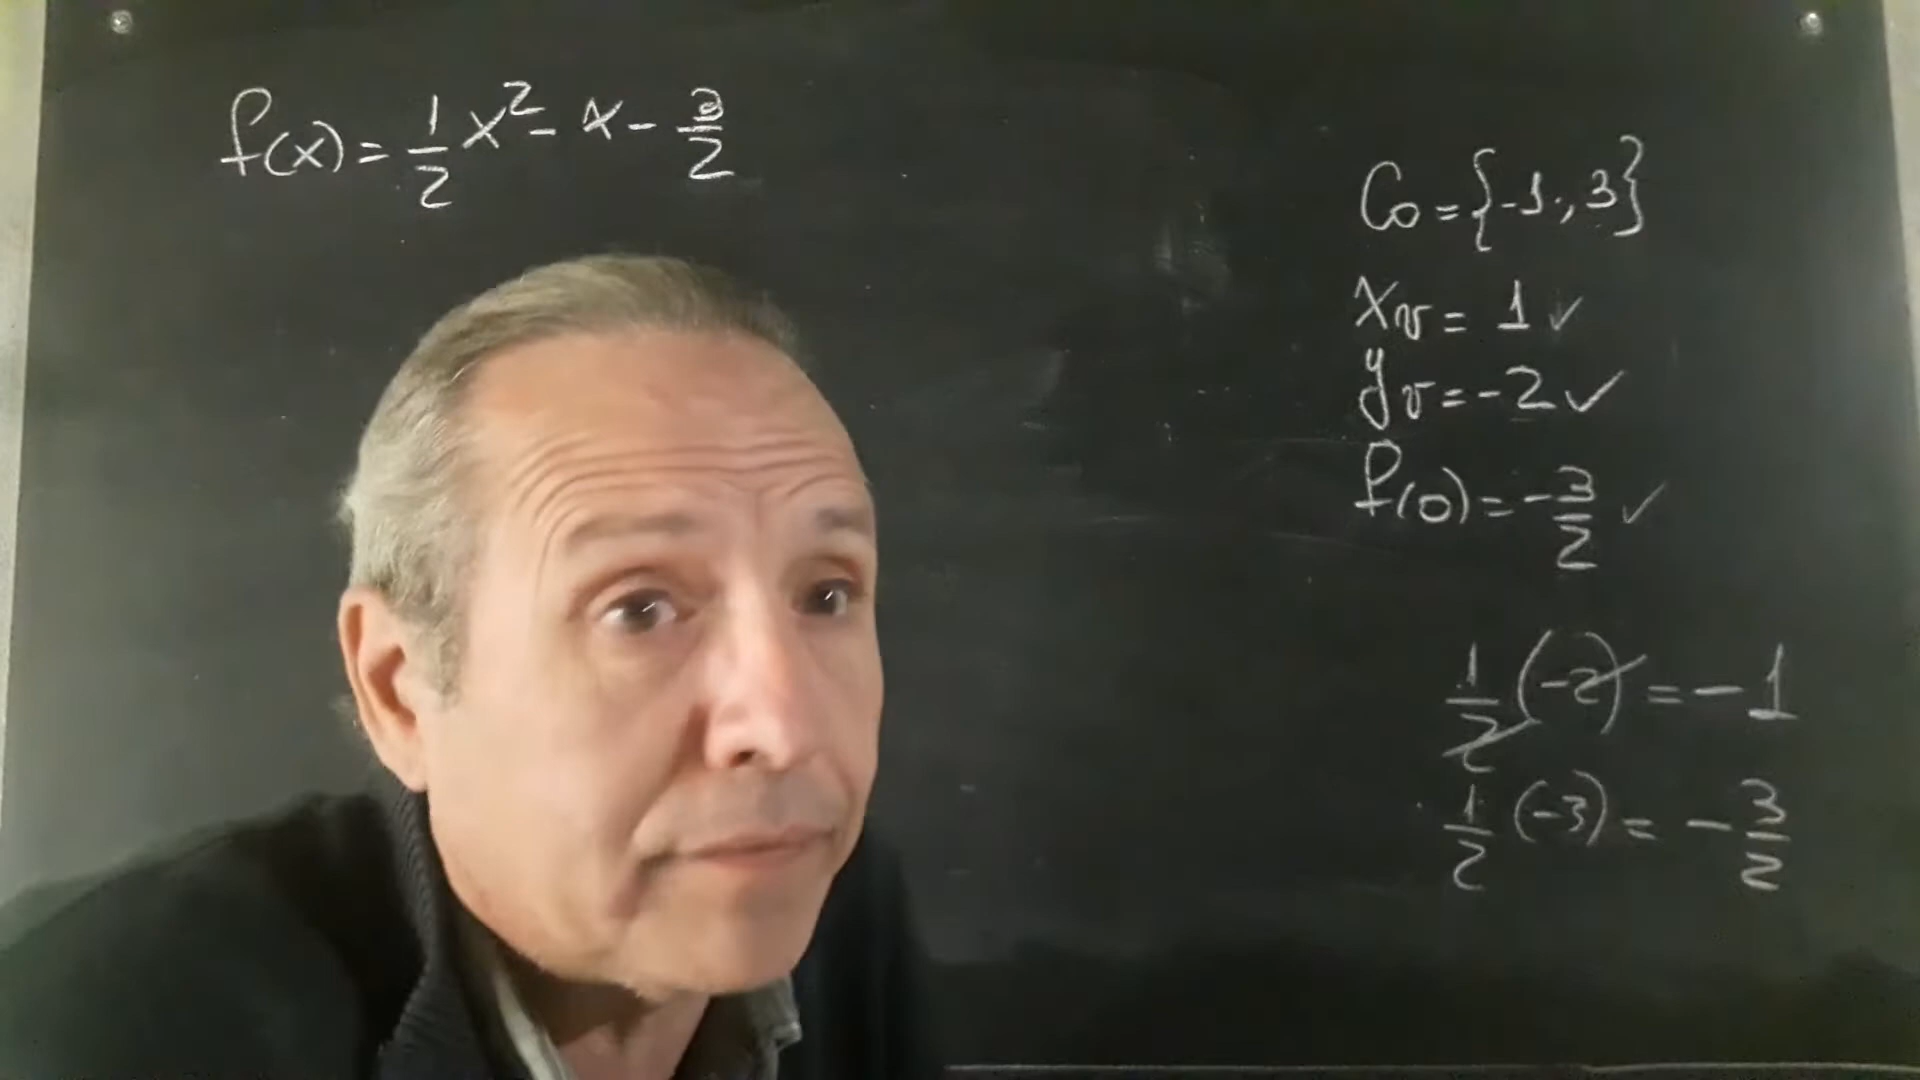 f(x) = 1/2 x² - x - 3/2
C₀ = {-1, 3}
xᵥ = 1 ✓
yᵥ = -2 ✓
f(0) = -3/2 ✓
1/2 (-2) = -1
1/2 (-3) = -3/2